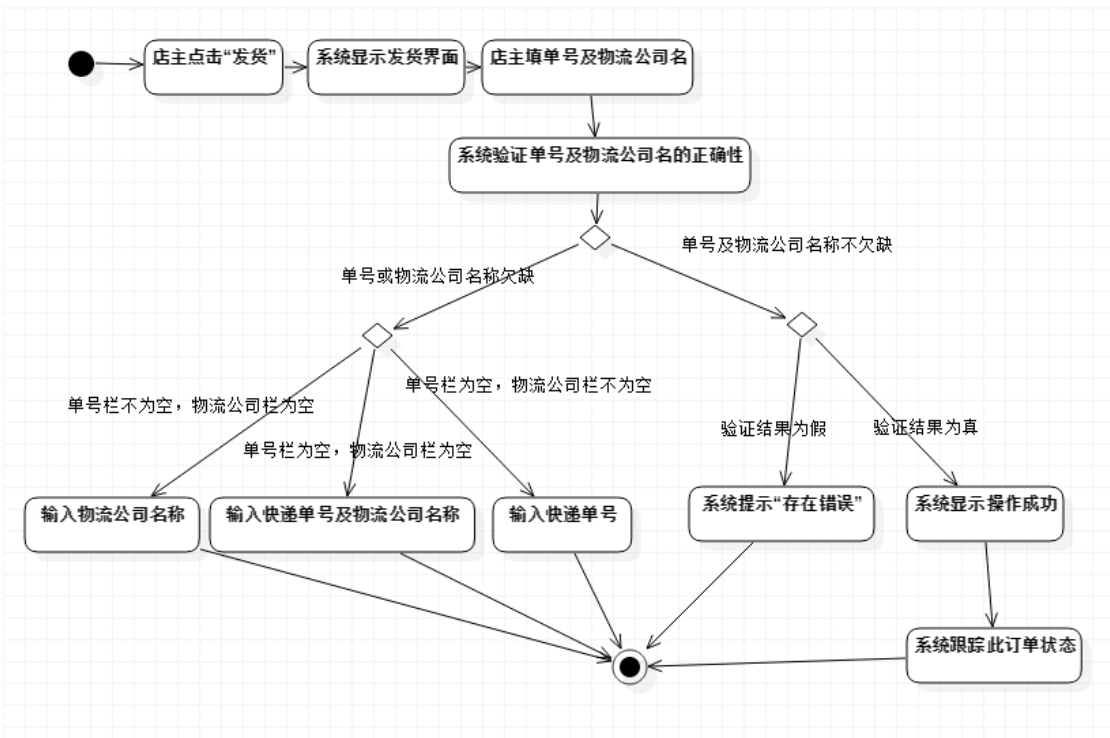 店主点击“发货”
系统显示发货界面
店主填单号及物流公司名
系统验证单号及物流公司名的正确性
单号及物流公司名称不欠缺
单号或物流公司名称欠缺
单号栏为空，物流公司栏不为空
单号栏不为空，物流公司栏为空
验证结果为假
验证结果为真
单号栏为空，物流公司栏为空
输入物流公司名称
输入快递单号及物流公司名称
输入快递单号
系统提示“存在错误”
系统显示操作成功
系统跟踪此订单状态